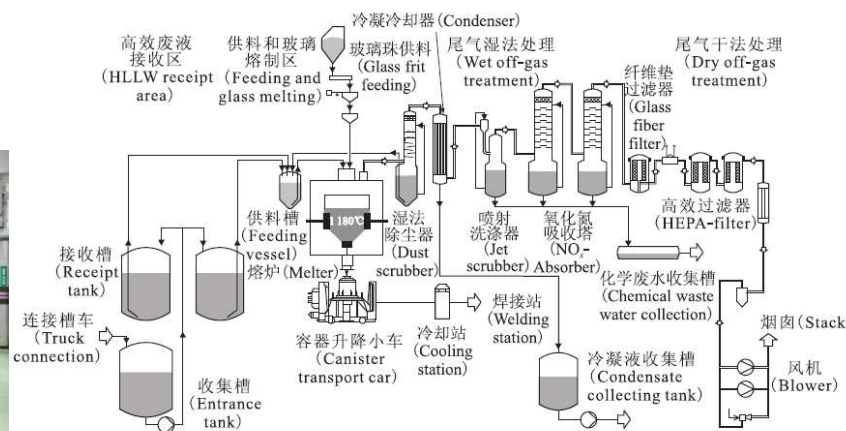 高效废液
接收区
(HLLW receipt
area)
供料和玻璃
熔制区
(Feeding and
glass melting)
冷凝冷却器(Condenser)
玻璃珠供料
(Glass frit
feeding)
尾气湿法处理
(Wet off-gas
treatment)
尾气干法处理
(Dry off-gas
treatment)
纤维垫
过滤器
(Glass
fiber
filter)
高效过滤器
(HEPA-filter)
1 180℃
供料槽
(Feeding
vessel)
熔炉(Melter)
湿法
除尘器
(Dust
scrubber)
喷射
洗涤器
(Jet
scrubber)
氧化氮
吸收塔
(NOx-
Absorber)
接收槽
(Receipt
tank)
化学废水收集槽
(Chemical waste
water collection)
连接槽车
(Truck
connection)
收集槽
(Entrance
tank)
容器升降小车
(Canister
transport car)
冷却站
(Cooling
station)
焊接站
(Welding
station)
冷凝液收集槽
(Condensate
collecting tank)
烟囱(Stack)
风机
(Blower)